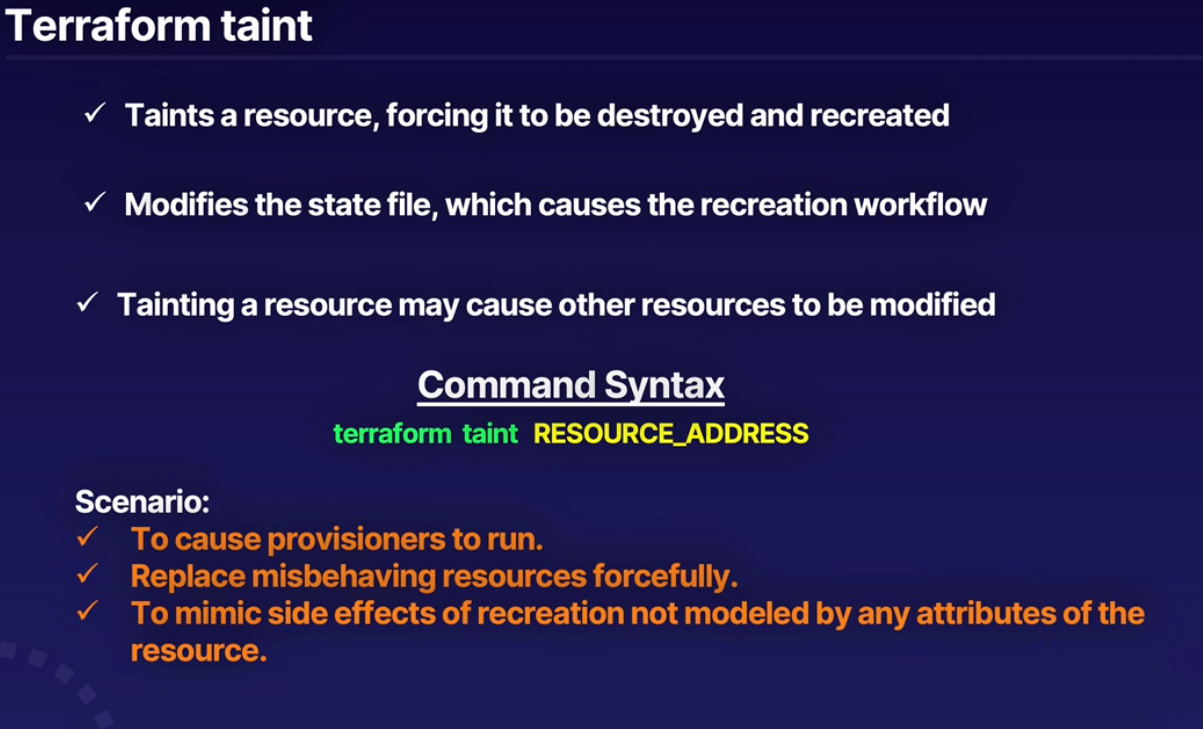 Terraform taint
✓ Taints a resource, forcing it to be destroyed and recreated
✓ Modifies the state file, which causes the recreation workflow
✓ Tainting a resource may cause other resources to be modified
Command Syntax
terraform taint RESOURCE_ADDRESS
Scenario:
✓ To cause provisioners to run.
✓ Replace misbehaving resources forcefully.
✓ To mimic side effects of recreation not modeled by any attributes of the
resource.